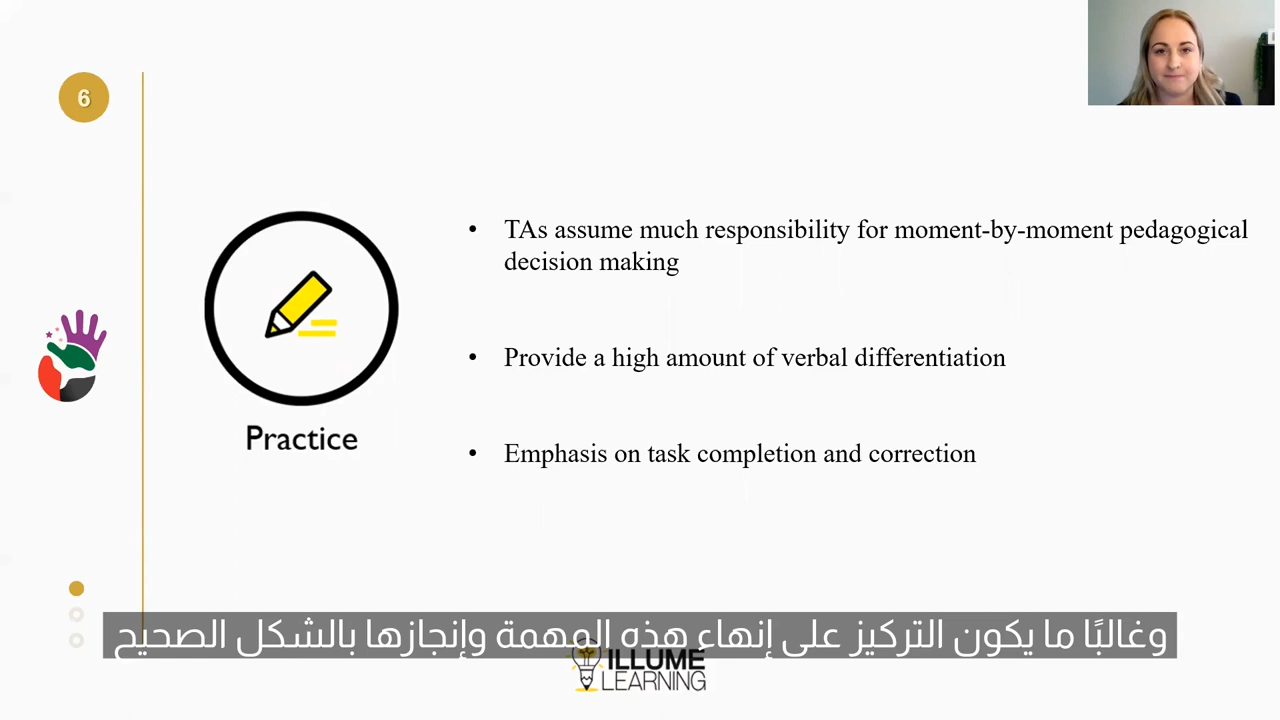 6
• TAs assume much responsibility for moment-by-moment pedagogical
decision making
• Provide a high amount of verbal differentiation
• Emphasis on task completion and correction
Practice
وغالبًا ما يكون التركيز على إنهاء هذه المهمة وإنجازها بالشكل الصحيح
ILLUME
LEARNING